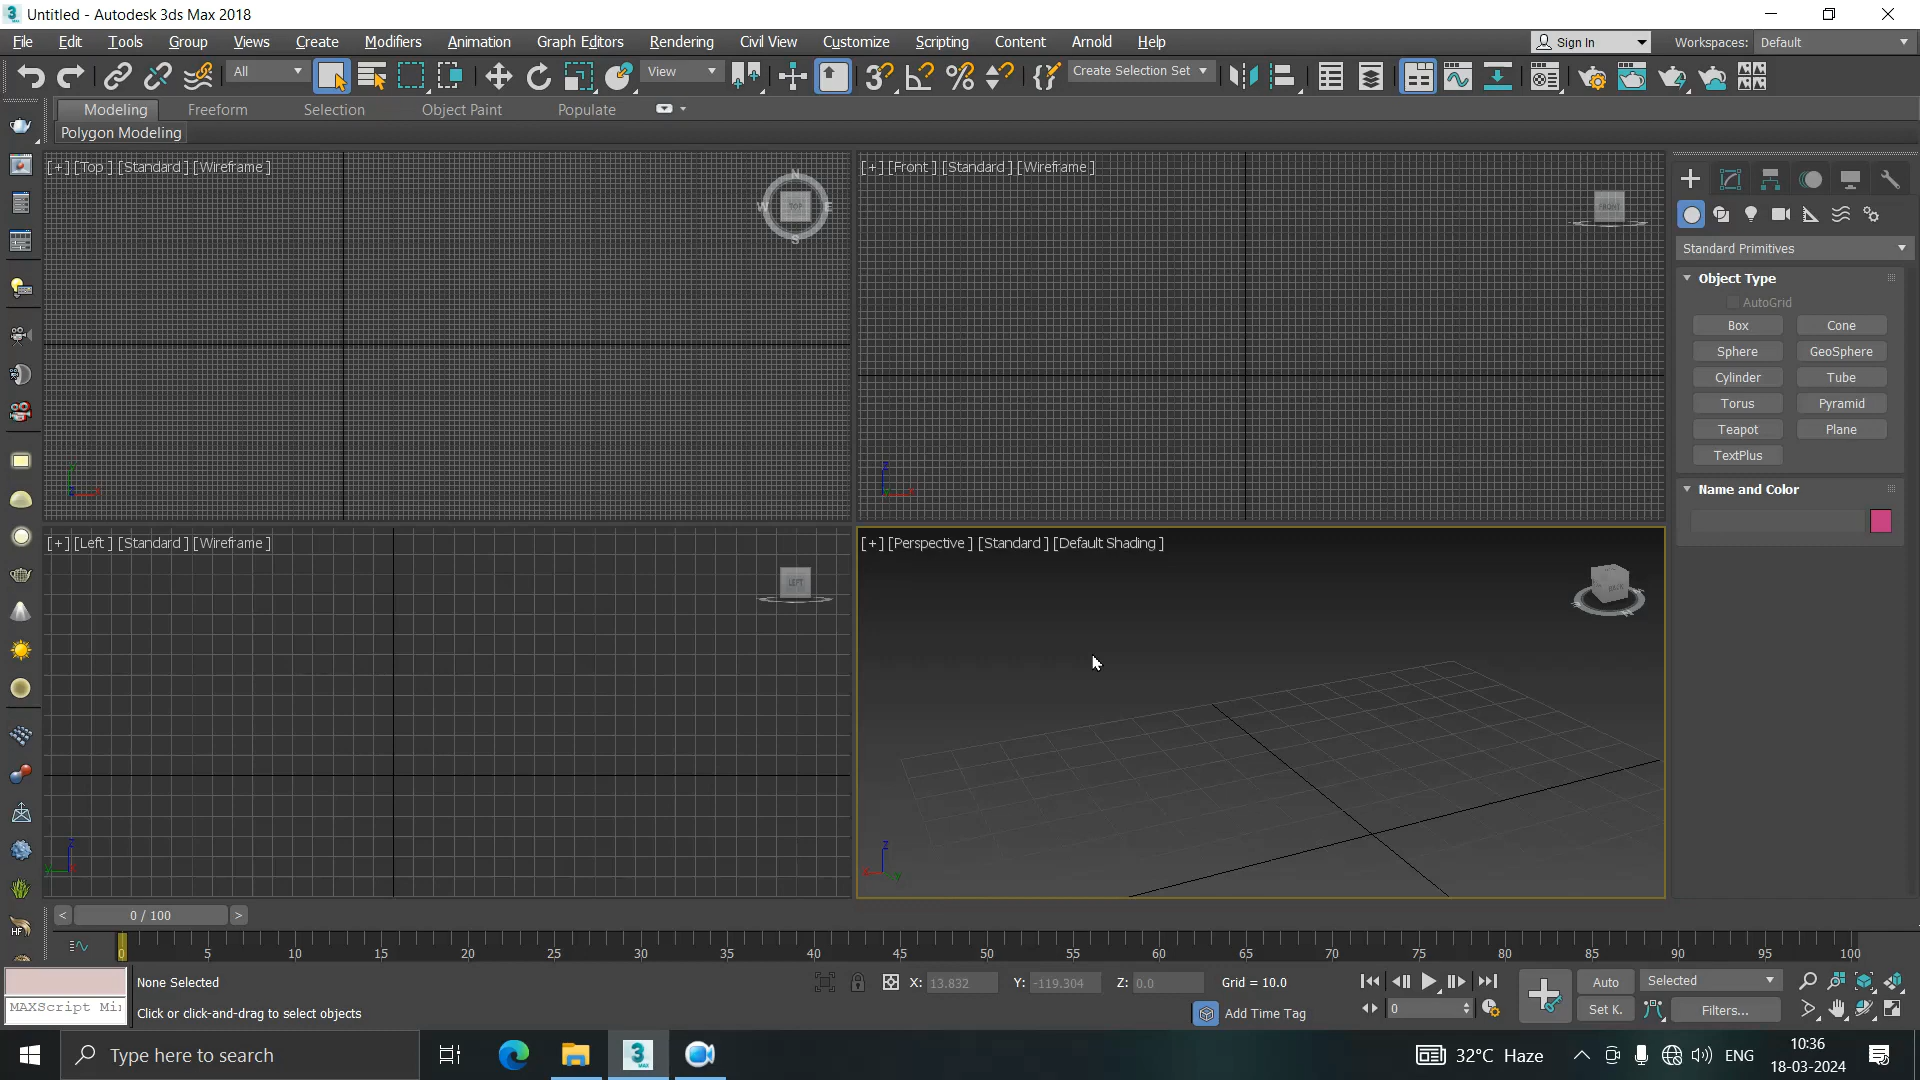 Untitled - Autodesk 3ds Max 2018
File Edit Tools Group Views Create Modifiers Animation Graph Editors Rendering Civil View Customize Scripting Content Arnold Help Sign In Workspaces: Default
All View Create Selection Set
Modeling Freeform Selection Object Paint Populate
Polygon Modeling
[+] [Top ] [Standard ] [Wireframe ]
[+] [Front ] [Standard ] [Wireframe ]
N
W TOP E
S
FRONT
Standard Primitives
Object Type
AutoGrid
Box Cone
Sphere GeoSphere
Cylinder Tube
Torus Pyramid
Teapot Plane
TextPlus
Name and Color
[+] [Left ] [Standard ] [Wireframe ]
[+] [Perspective ] [Standard ] [Default Shading ]
LEFT
BACK
HF
< 0 / 100 >
0 5 10 15 20 25 30 35 40 45 50 55 60 65 70 75 80 85 90 95 100
None Selected X: 13.832 Y: -119.304 Z: 0.0 Grid = 10.0 Auto Selected
MAXScript Mi
Click or click-and-drag to select objects Add Time Tag 0 Set K. Filters...
Type here to search 32°C Haze ENG 10:36
18-03-2024